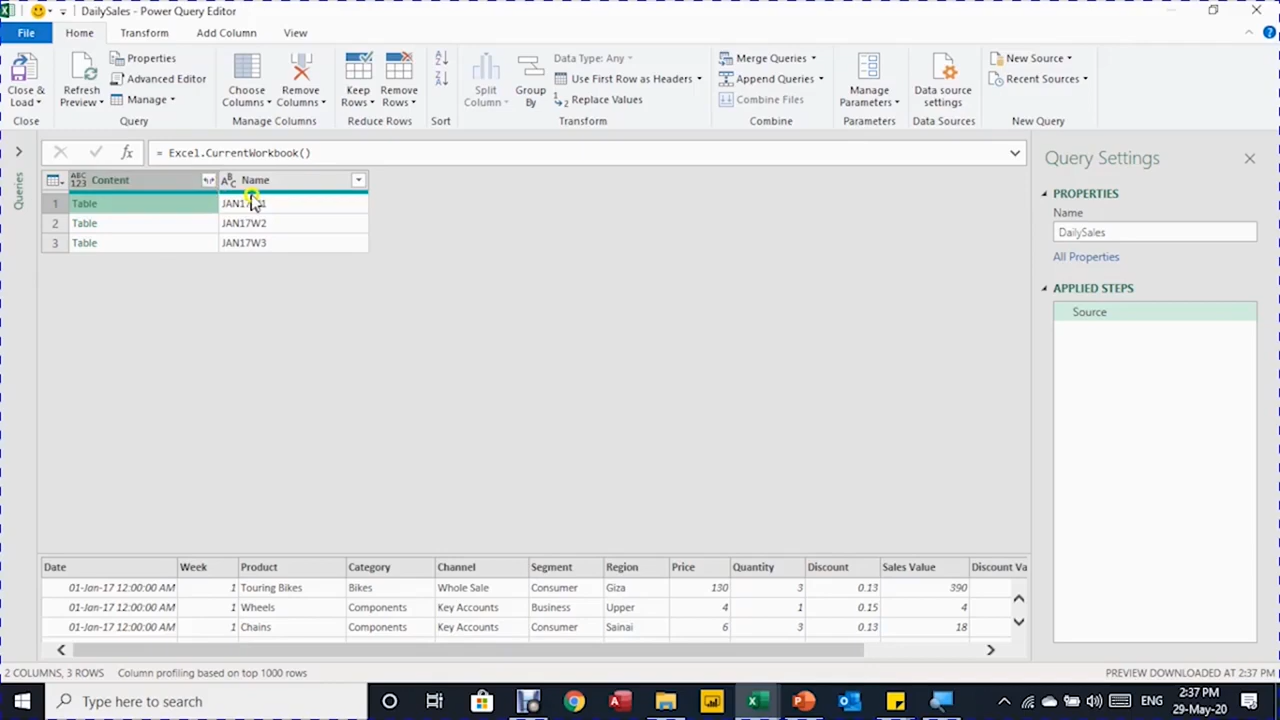 DailySales - Power Query Editor
File Home Transform Add Column View
Close & Load
Refresh Preview
Properties
Advanced Editor
Manage
Choose Columns
Remove Columns
Keep Rows
Remove Rows
Split Column
Group By
Data Type: Any
Use First Row as Headers
Replace Values
Merge Queries
Append Queries
Combine Files
Manage Parameters
Data source settings
New Source
Recent Sources
Close Query Manage Columns Reduce Rows Sort Transform Combine Parameters Data Sources New Query
Queries
fx = Excel.CurrentWorkbook()
ABC 123 Content ABC Name
1 Table
2 Table JAN17W2
3 Table JAN17W3
Query Settings
PROPERTIES
Name
DailySales
All Properties
APPLIED STEPS
Source
Date Week Product Category Channel Segment Region Price Quantity Discount Sales Value Discount Va
01-Jan-17 12:00:00 AM 1 Touring Bikes Bikes Whole Sale Consumer Giza 130 3 0.13 390
01-Jan-17 12:00:00 AM 1 Wheels Components Key Accounts Business Upper 4 1 0.15 4
01-Jan-17 12:00:00 AM 1 Chains Components Key Accounts Consumer Sainai 6 3 0.13 18
2 COLUMNS, 3 ROWS Column profiling based on top 1000 rows PREVIEW DOWNLOADED AT 2:37 PM
Type here to search ENG 2:37 PM
29-May-20